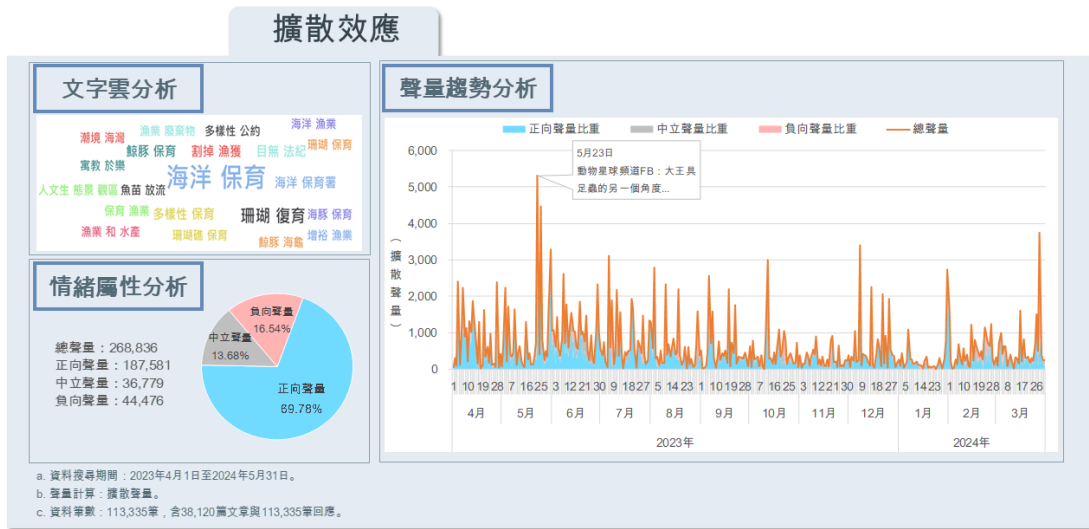 擴散效應
文字雲分析
漁業 廢棄物 多樣性 公約 海洋 漁業
潮境 海灣
鯨豚 保育 割掉 漁獲 目無 法紀 珊瑚 保育
寓教 於樂
海洋 保育 海洋 保育署
人文生 態景 觀區 魚苗 放流
保育 漁業 多樣性 保育 珊瑚 復育 海豚 保育
漁業 和 水產 珊瑚礁 保育 鯨豚 海龜 增裕 漁業
情緒屬性分析
總聲量：268,836
正向聲量：187,581
中立聲量：36,779
負向聲量：44,476
負向聲量
16.54%
中立聲量
13.68%
正向聲量
69.78%
聲量趨勢分析
正向聲量比重 中立聲量比重 負向聲量比重 總聲量
（擴散聲量）
6,000
5,000
4,000
3,000
2,000
1,000
0
5月23日
動物星球頻道FB：大王具
足蟲的另一個角度...
1 10 19 28 7 16 25 3 12 21 30 9 18 27 5 14 23 1 10 19 28 7 16 25 3 12 21 30 9 18 27 5 14 23 1 10 19 28 8 17 26
4月 5月 6月 7月 8月 9月 10月 11月 12月 1月 2月 3月
2023年 2024年
a. 資料搜尋期間：2023年4月1日至2024年5月31日。
b. 聲量計算：擴散聲量。
c. 資料筆數：113,335筆，含38,120篇文章與113,335筆回應。